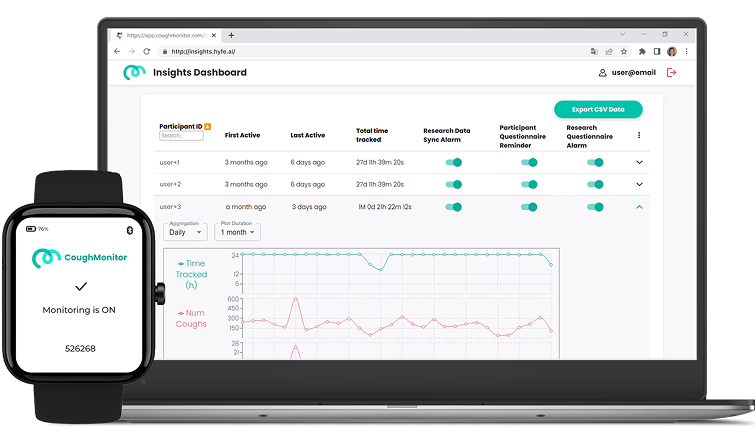 https://app.coughmonitor.com/n
http://insights.hyfe.ai/
Insights Dashboard
user@email
Export CSV Data
Participant ID
Search...
First Active
Last Active
Total time
tracked
Research Data
Sync Alarm
Participant
Questionnaire
Reminder
Research
Questionnaire
Alarm
user+1
3 months ago
6 days ago
27d 11h 39m 20s
user+2
3 months ago
6 days ago
27d 11h 39m 20s
user+3
a month ago
3 days ago
1M 0d 21h 22m 12s
Aggregation
Daily
Plot Duration
1 month
Time
Tracked
(h)
24
12
6
Num
Coughs
600
450
300
150
28
21
76%
CoughMonitor
Monitoring is ON
526268